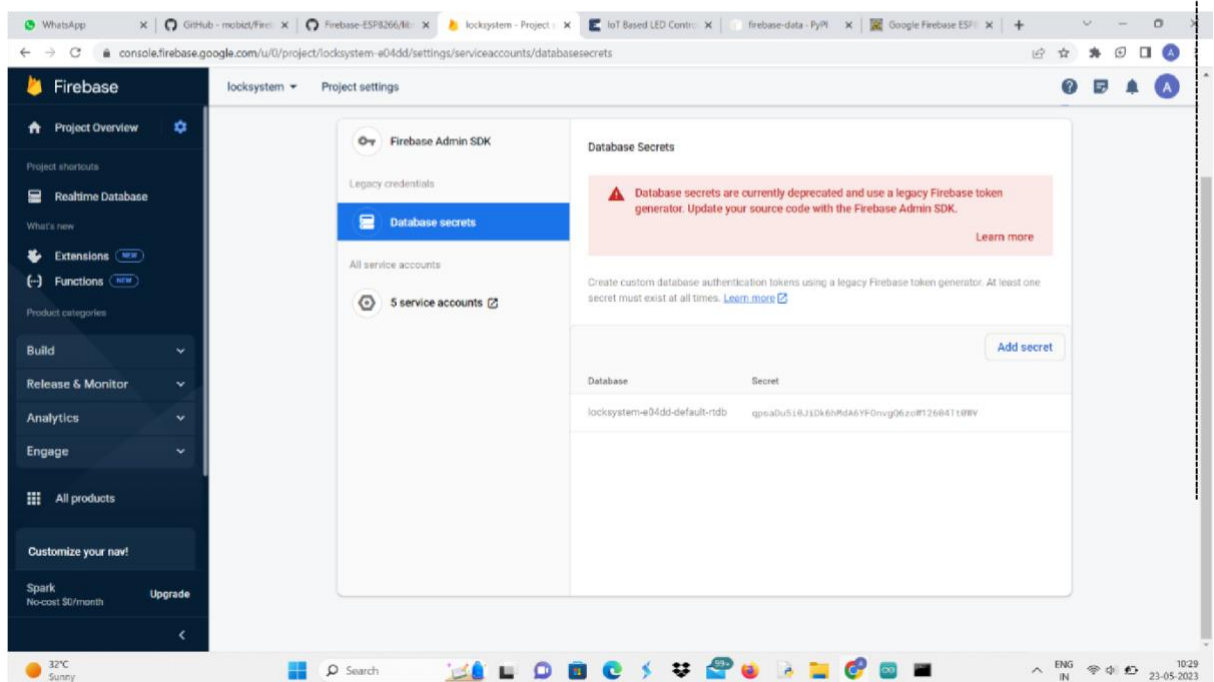 WhatsApp
GitHub - mobizt/Fireb
Firebase-ESP8266/lib
locksystem - Project s
IoT Based LED Contro
firebase-data - PyPI
Google Firebase ESP
console.firebase.google.com/u/0/project/locksystem-e04dd/settings/serviceaccounts/databasesecrets
A
Firebase
locksystem
Project settings
A
Project Overview
Project shortcuts
Realtime Database
What's new
Extensions NEW
Functions NEW
Product categories
Build
Release & Monitor
Analytics
Engage
All products
Customize your nav!
Spark
No-cost $0/month
Upgrade
Firebase Admin SDK
Legacy credentials
Database secrets
All service accounts
5 service accounts
Database Secrets
Database secrets are currently deprecated and use a legacy Firebase token
generator. Update your source code with the Firebase Admin SDK.
Learn more
Create custom database authentication tokens using a legacy Firebase token generator. At least one
secret must exist at all times. Learn more
Add secret
Database Secret
locksystem-e04dd-default-rtdb
32°C
Sunny
Search
99+
ENG
IN
10:29
23-05-2023